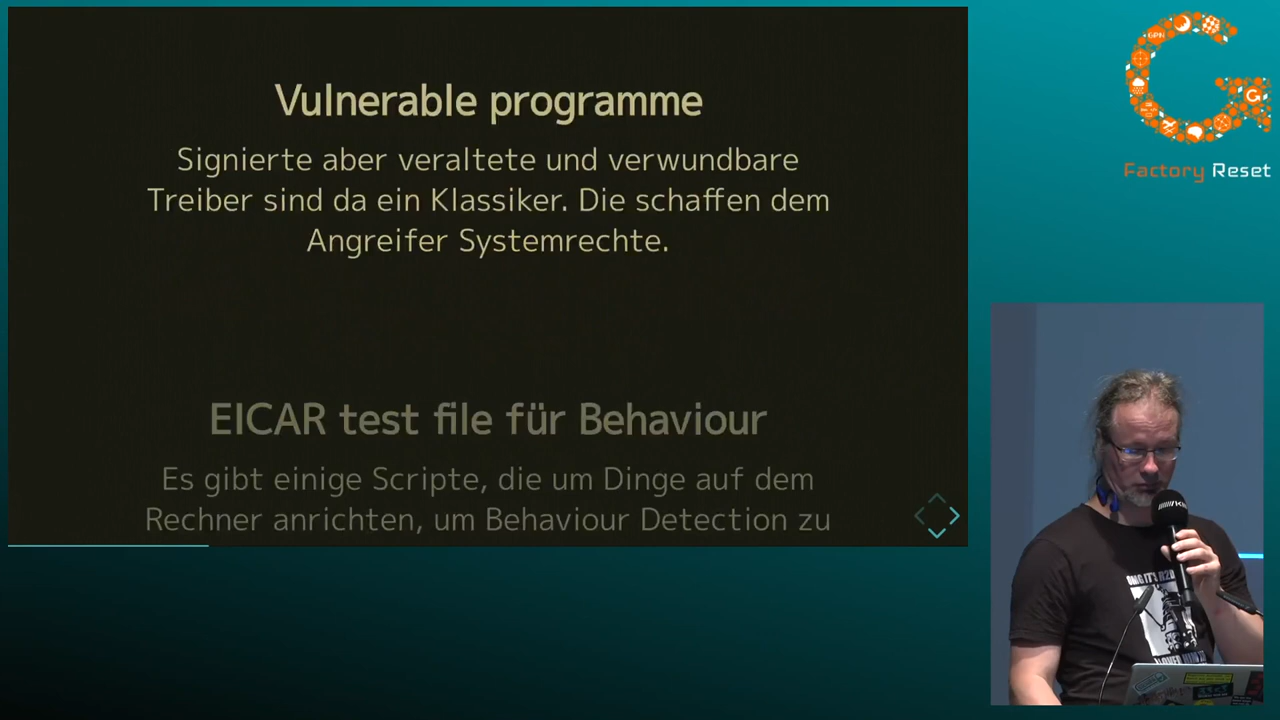 Vulnerable programme
Signierte aber veraltete und verwundbare
Treiber sind da ein Klassiker. Die schaffen dem
Angreifer Systemrechte.
EICAR test file für Behaviour
Es gibt einige Scripte, die um Dinge auf dem
Rechner anrichten, um Behaviour Detection zu
GPN
G
Factory Reset